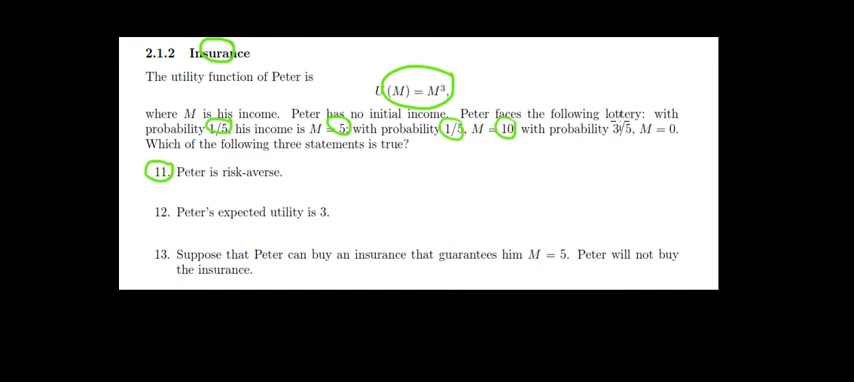 2.1.2 Insurance
The utility function of Peter is
U(M) = M³,
where M is his income. Peter has no initial income. Peter faces the following lottery: with
probability 1/5, his income is M = 5; with probability 1/5, M = 10; with probability 3/5, M = 0.
Which of the following three statements is true?
11. Peter is risk-averse.
12. Peter's expected utility is 3.
13. Suppose that Peter can buy an insurance that guarantees him M = 5. Peter will not buy
the insurance.